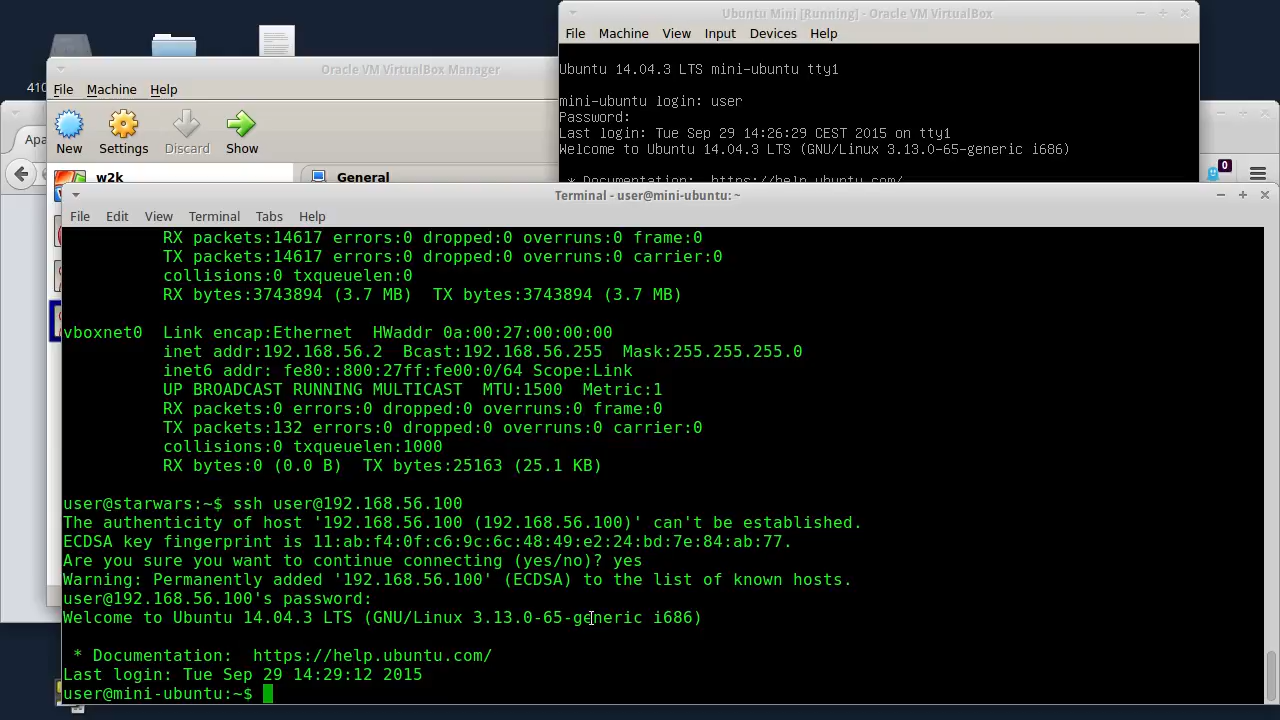 Ubuntu Mini [Running] - Oracle VM VirtualBox
File Machine View Input Devices Help
Ubuntu 14.04.3 LTS mini-ubuntu tty1
mini-ubuntu login: user
Password:
Last login: Tue Sep 29 14:26:29 CEST 2015 on tty1
Welcome to Ubuntu 14.04.3 LTS (GNU/Linux 3.13.0-65-generic i686)
* Documentation: https://help.ubuntu.com/
Oracle VM VirtualBox Manager
File Machine Help
410
New Settings Discard Show
Apa
w2k
General
0
Terminal - user@mini-ubuntu: ~
File Edit View Terminal Tabs Help
RX packets:14617 errors:0 dropped:0 overruns:0 frame:0
TX packets:14617 errors:0 dropped:0 overruns:0 carrier:0
collisions:0 txqueuelen:0
RX bytes:3743894 (3.7 MB)  TX bytes:3743894 (3.7 MB)
vboxnet0  Link encap:Ethernet  HWaddr 0a:00:27:00:00:00
inet addr:192.168.56.2  Bcast:192.168.56.255  Mask:255.255.255.0
inet6 addr: fe80::800:27ff:fe00:0/64 Scope:Link
UP BROADCAST RUNNING MULTICAST  MTU:1500  Metric:1
RX packets:0 errors:0 dropped:0 overruns:0 frame:0
TX packets:132 errors:0 dropped:0 overruns:0 carrier:0
collisions:0 txqueuelen:1000
RX bytes:0 (0.0 B)  TX bytes:25163 (25.1 KB)
user@starwars:~$ ssh user@192.168.56.100
The authenticity of host '192.168.56.100 (192.168.56.100)' can't be established.
ECDSA key fingerprint is 11:ab:f4:0f:c6:9c:6c:48:49:e2:24:bd:7e:84:ab:77.
Are you sure you want to continue connecting (yes/no)? yes
Warning: Permanently added '192.168.56.100' (ECDSA) to the list of known hosts.
user@192.168.56.100's password:
Welcome to Ubuntu 14.04.3 LTS (GNU/Linux 3.13.0-65-generic i686)
* Documentation:  https://help.ubuntu.com/
Last login: Tue Sep 29 14:29:12 2015
user@mini-ubuntu:~$